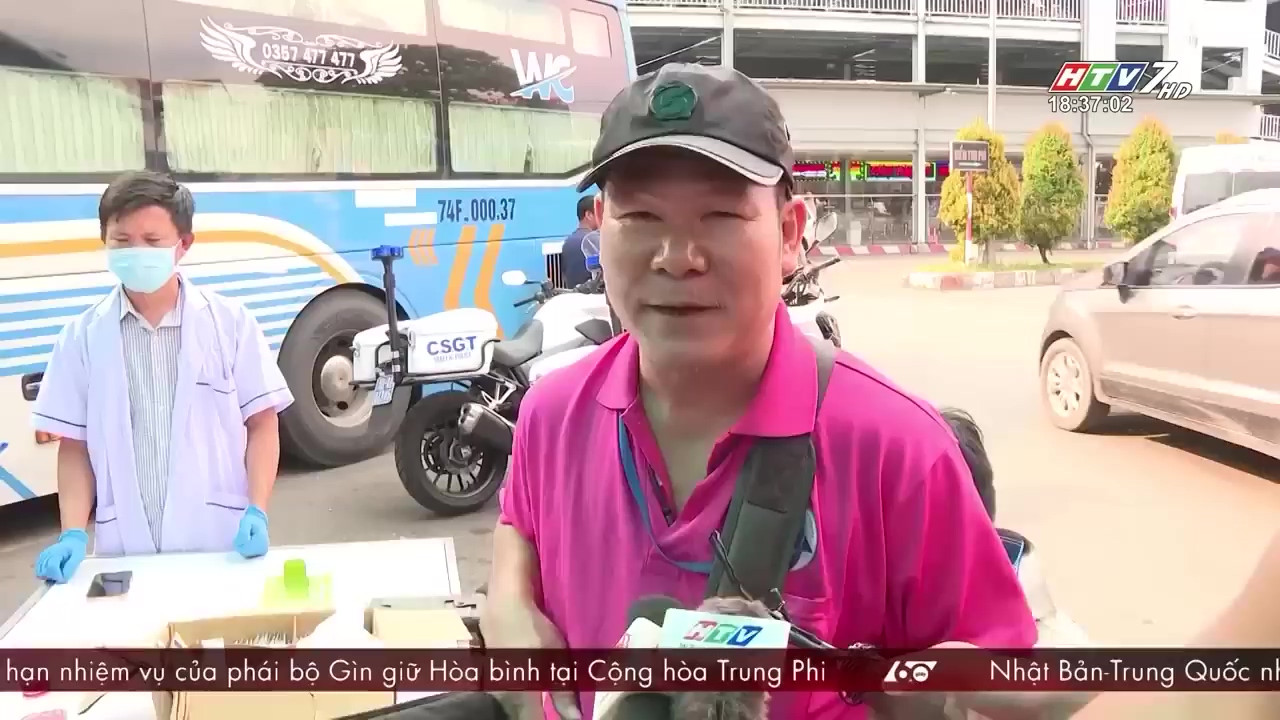 0357 477 477
HTV7 HD
18:37:02
74F-000.37
CSGT
HTV
hạn nhiệm vụ của phái bộ Gìn giữ Hòa bình tại Cộng hòa Trung Phi
60 Nhật Bản-Trung Quốc nh